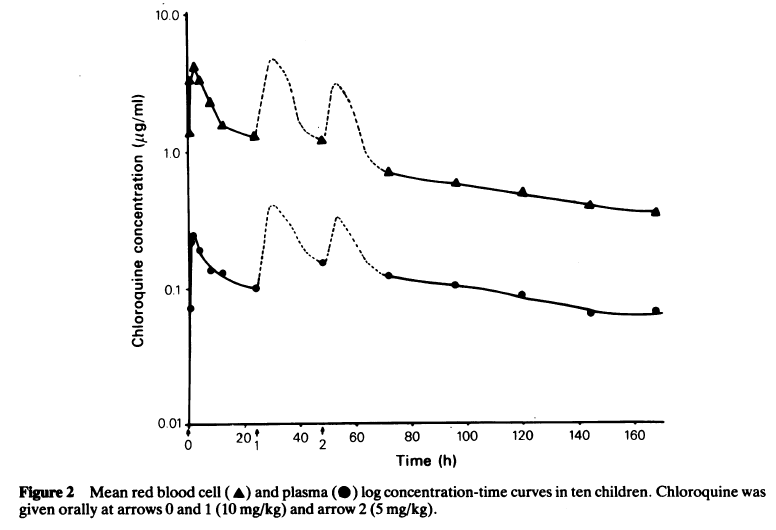 10.0
1.0
0.1
0.01
Chloroquine concentration (µg/ml)
0 20 1 40 2 60 80 100 120 140 160
Time (h)
Figure 2 Mean red blood cell (▲) and plasma (●) log concentration-time curves in ten children. Chloroquine was
given orally at arrows 0 and 1 (10 mg/kg) and arrow 2 (5 mg/kg).